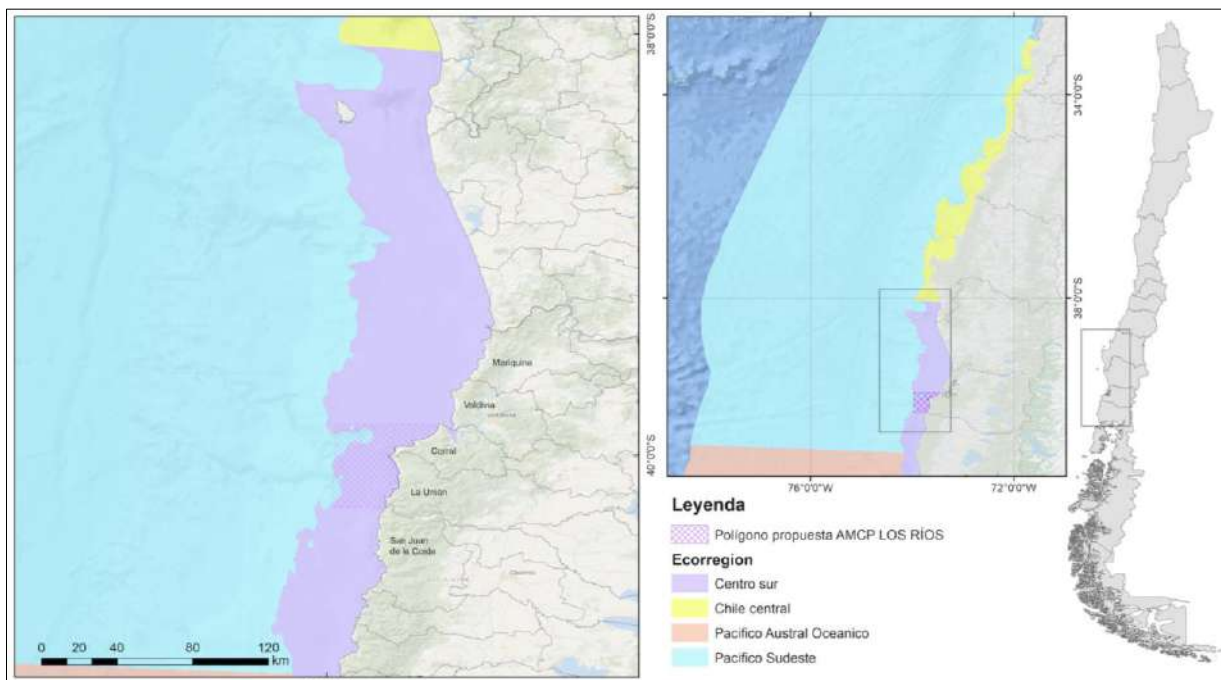 38°0'0"S
Mariquina
Valdivia
Corral
40°0'0"S
La Union
San Juan
de la Costa
0 20 40 80 120
km
34°0'0"S
38°0'0"S
76°0'0"W
72°0'0"W
Leyenda
Polígono propuesta AMCP LOS RÍOS
Ecorregion
Centro sur
Chile central
Pacifico Austral Oceanico
Pacifico Sudeste